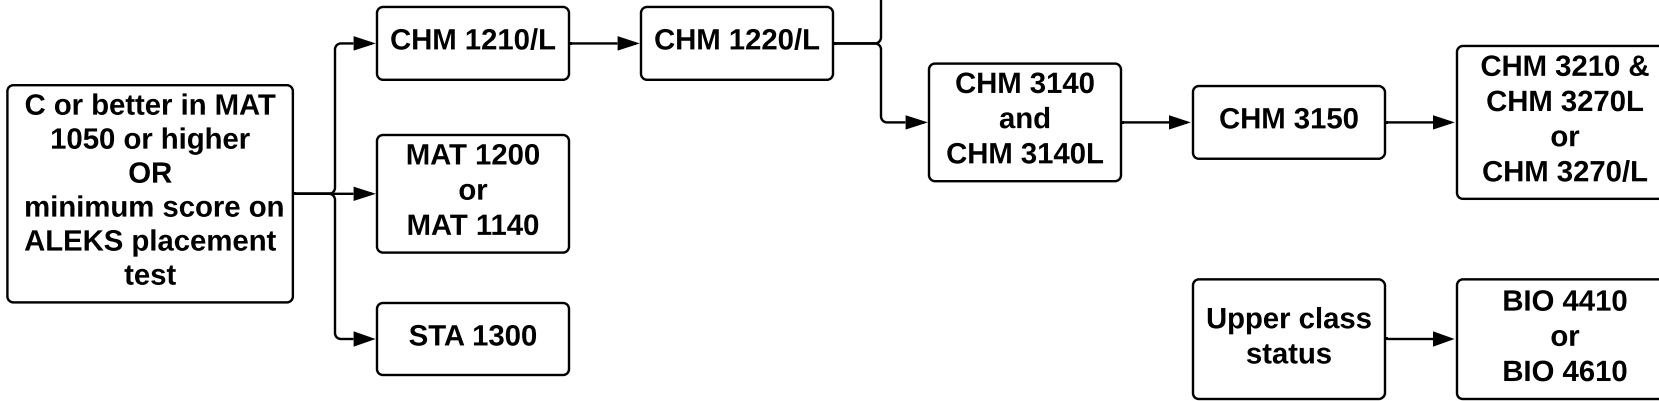 C or better in MAT
1050 or higher
OR
minimum score on
ALEKS placement
test
CHM 1210/L
CHM 1220/L
MAT 1200
or
MAT 1140
STA 1300
CHM 3140
and
CHM 3140L
CHM 3150
CHM 3210 &
CHM 3270L
or
CHM 3270/L
Upper class
status
BIO 4410
or
BIO 4610